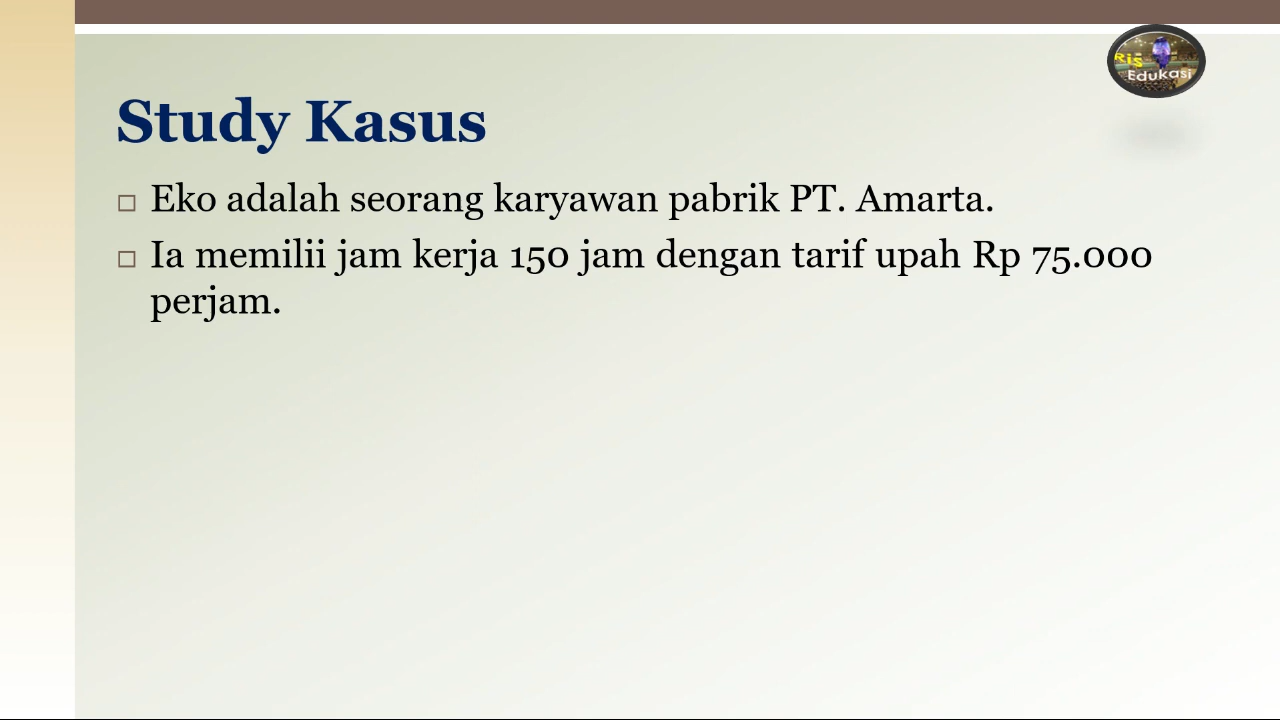 Ris
Edukasi
Study Kasus
Eko adalah seorang karyawan pabrik PT. Amarta.
Ia memilii jam kerja 150 jam dengan tarif upah Rp 75.000
perjam.